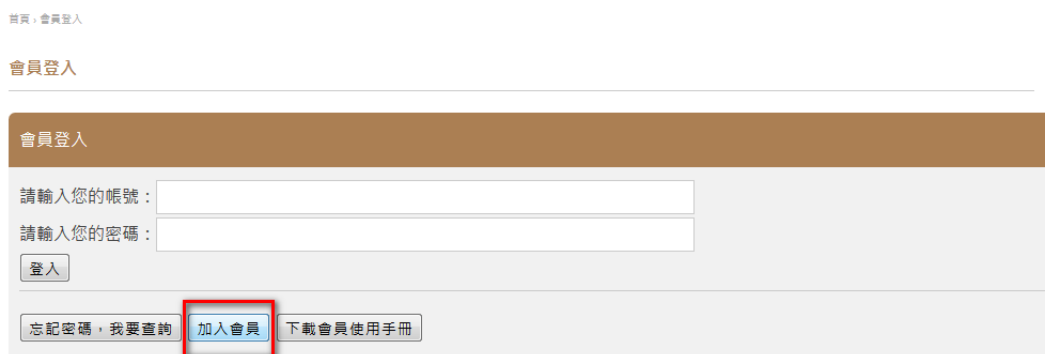 首頁 › 會員登入
會員登入
會員登入
請輸入您的帳號：
請輸入您的密碼：
登入
忘記密碼，我要查詢 加入會員 下載會員使用手冊